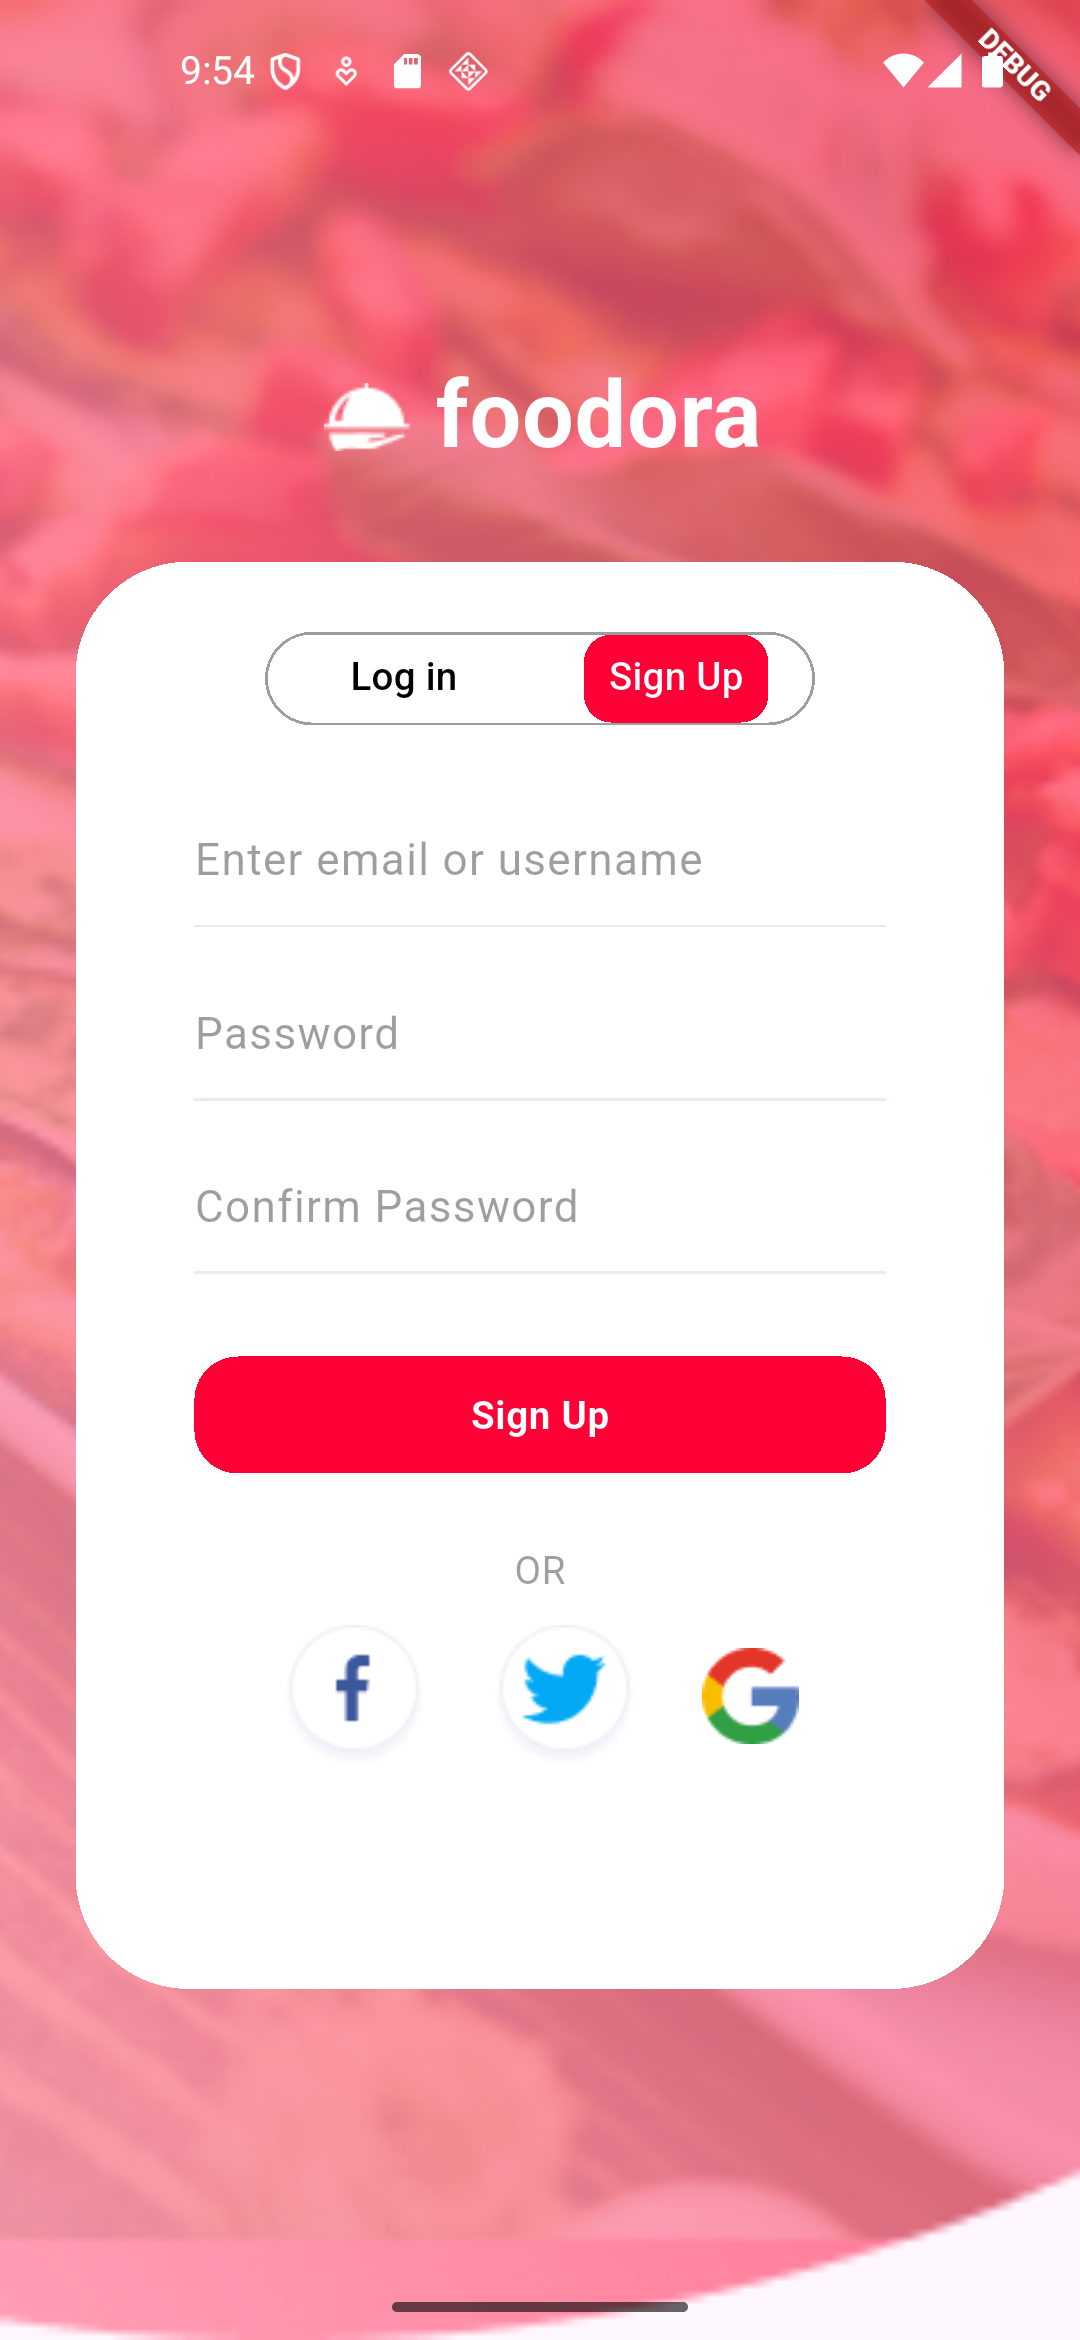 9:54
DEBUG
foodora
Log in Sign Up
Enter email or username
Password
Confirm Password
Sign Up
OR